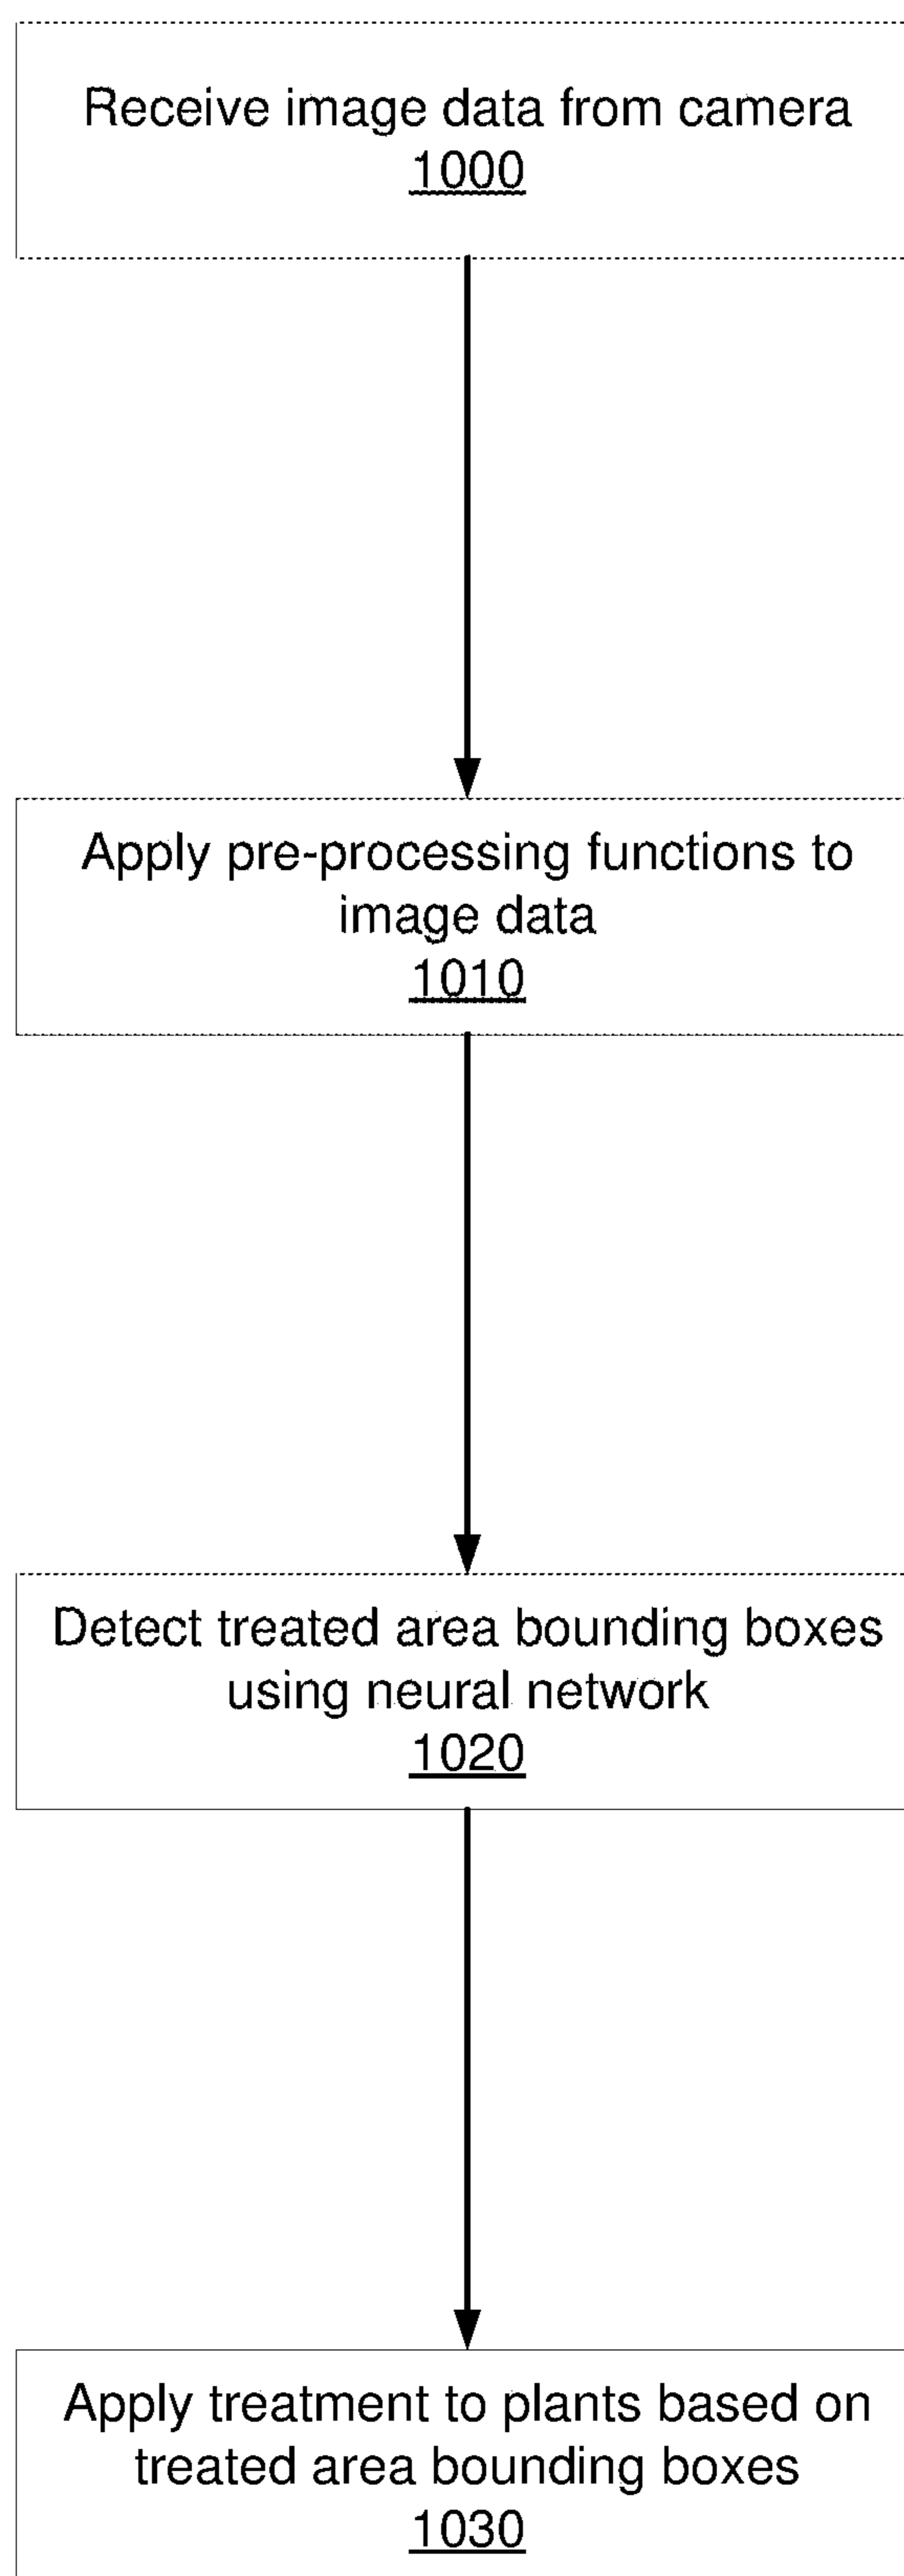 Receive image data from camera
1000
Apply pre-processing functions to
image data
1010
Detect treated area bounding boxes
using neural network
1020
Apply treatment to plants based on
treated area bounding boxes
1030